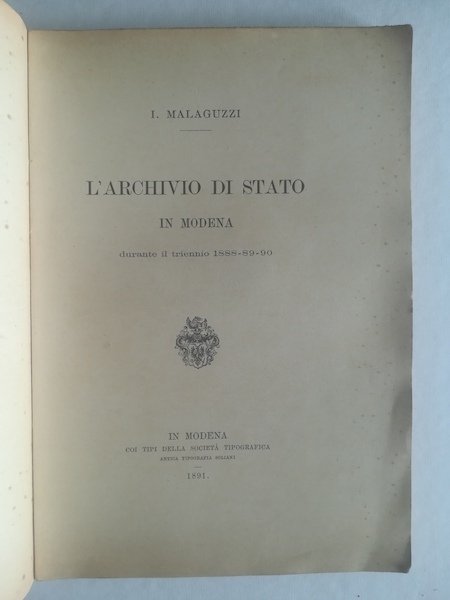 I. MALAGUZZI
L'ARCHIVIO DI STATO
IN MODENA
durante il triennio 1888-89-90
IN MODENA
COI TIPI DELLA SOCIETÀ TIPOGRAFICA
ANTICA TIPOGRAFIA SOLIANI
1891.